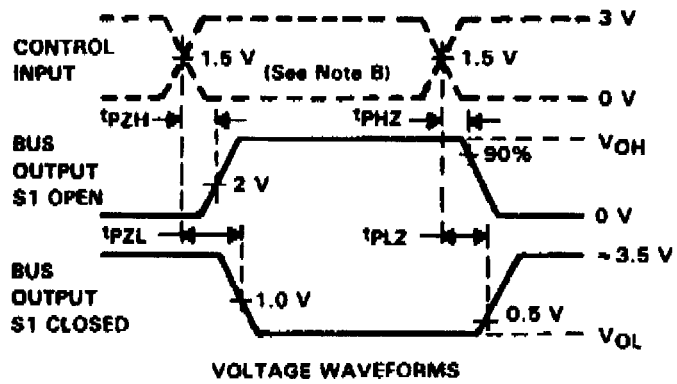 CONTROL
INPUT
1.5 V
(See Note B)
1.5 V
3 V
0 V
tPZH
tPHZ
BUS
OUTPUT
S1 OPEN
2 V
90%
VOH
0 V
tPZL
tPLZ
BUS
OUTPUT
S1 CLOSED
1.0 V
0.5 V
≈3.5 V
VOL
VOLTAGE WAVEFORMS